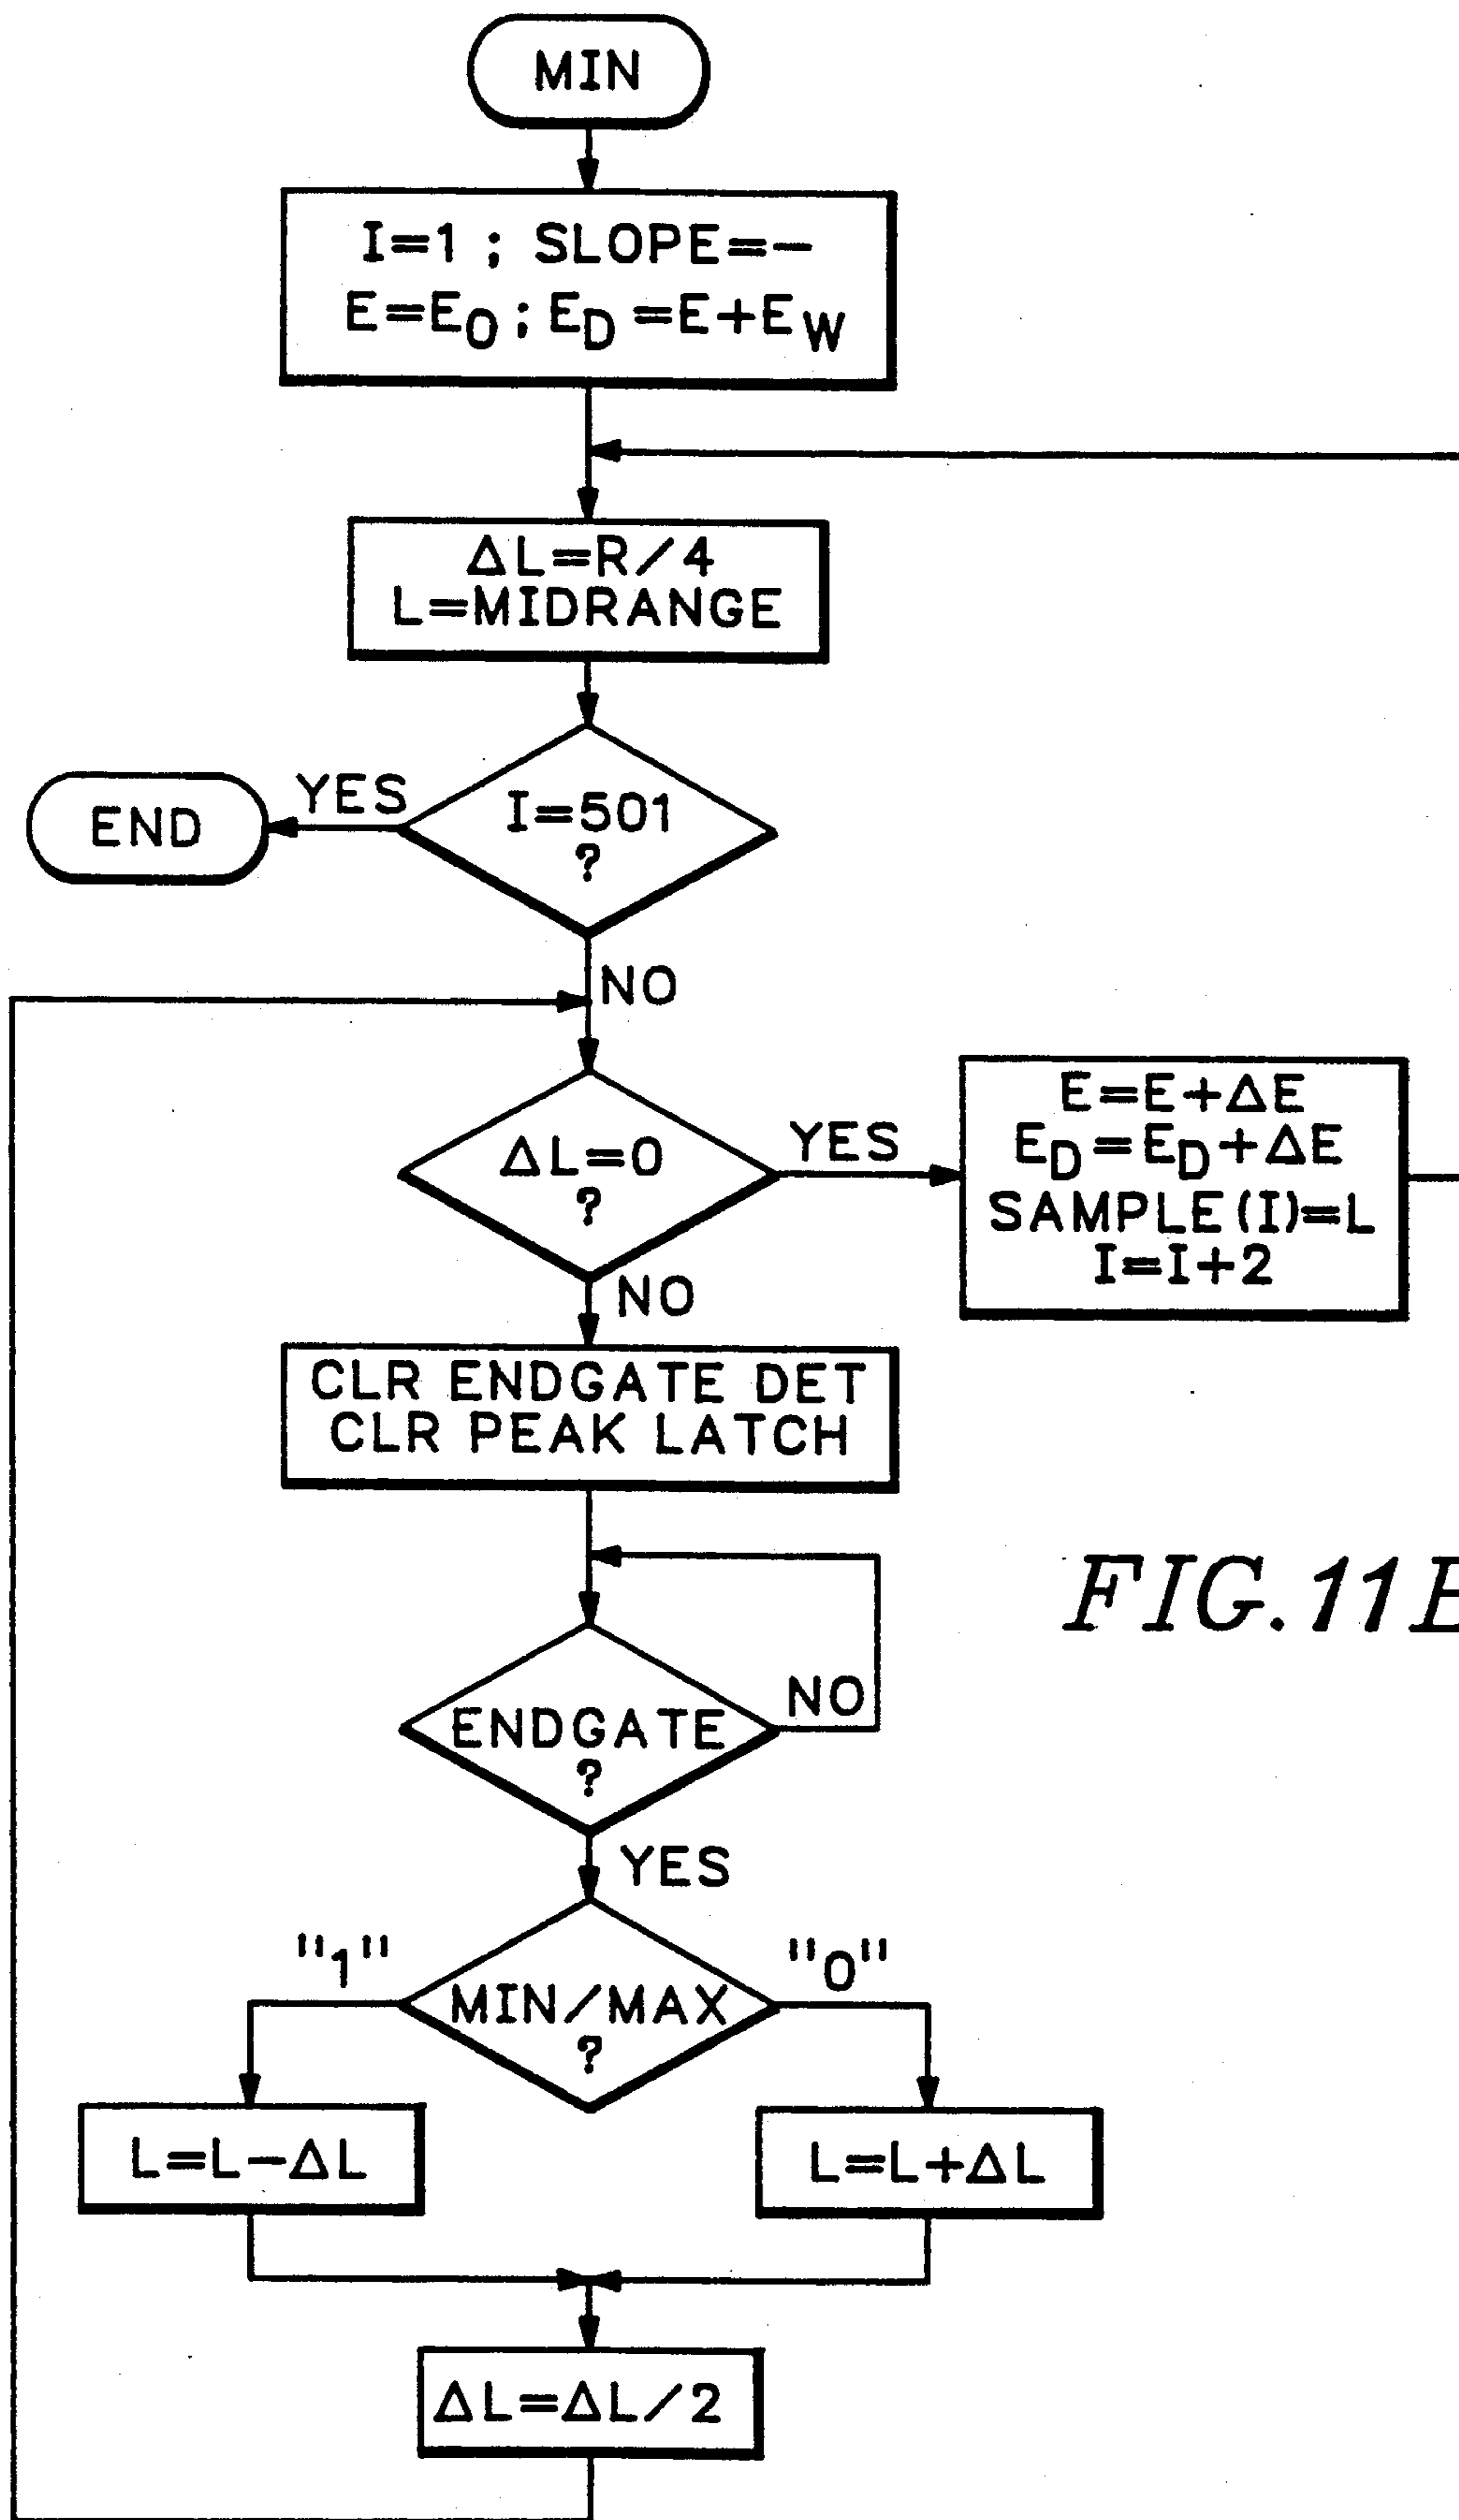 MIN
I=1 ; SLOPE=-
E=E0 ; ED=E+EW
ΔL=R/4
L=MIDRANGE
I=501
?
YES
END
NO
ΔL=0
?
YES
E=E+ΔE
ED=ED+ΔE
SAMPLE(I)=L
I=I+2
NO
CLR ENDGATE DET
CLR PEAK LATCH
FIG.11B
ENDGATE
?
NO
YES
MIN/MAX
?
"1"
"0"
L=L-ΔL
L=L+ΔL
ΔL=ΔL/2